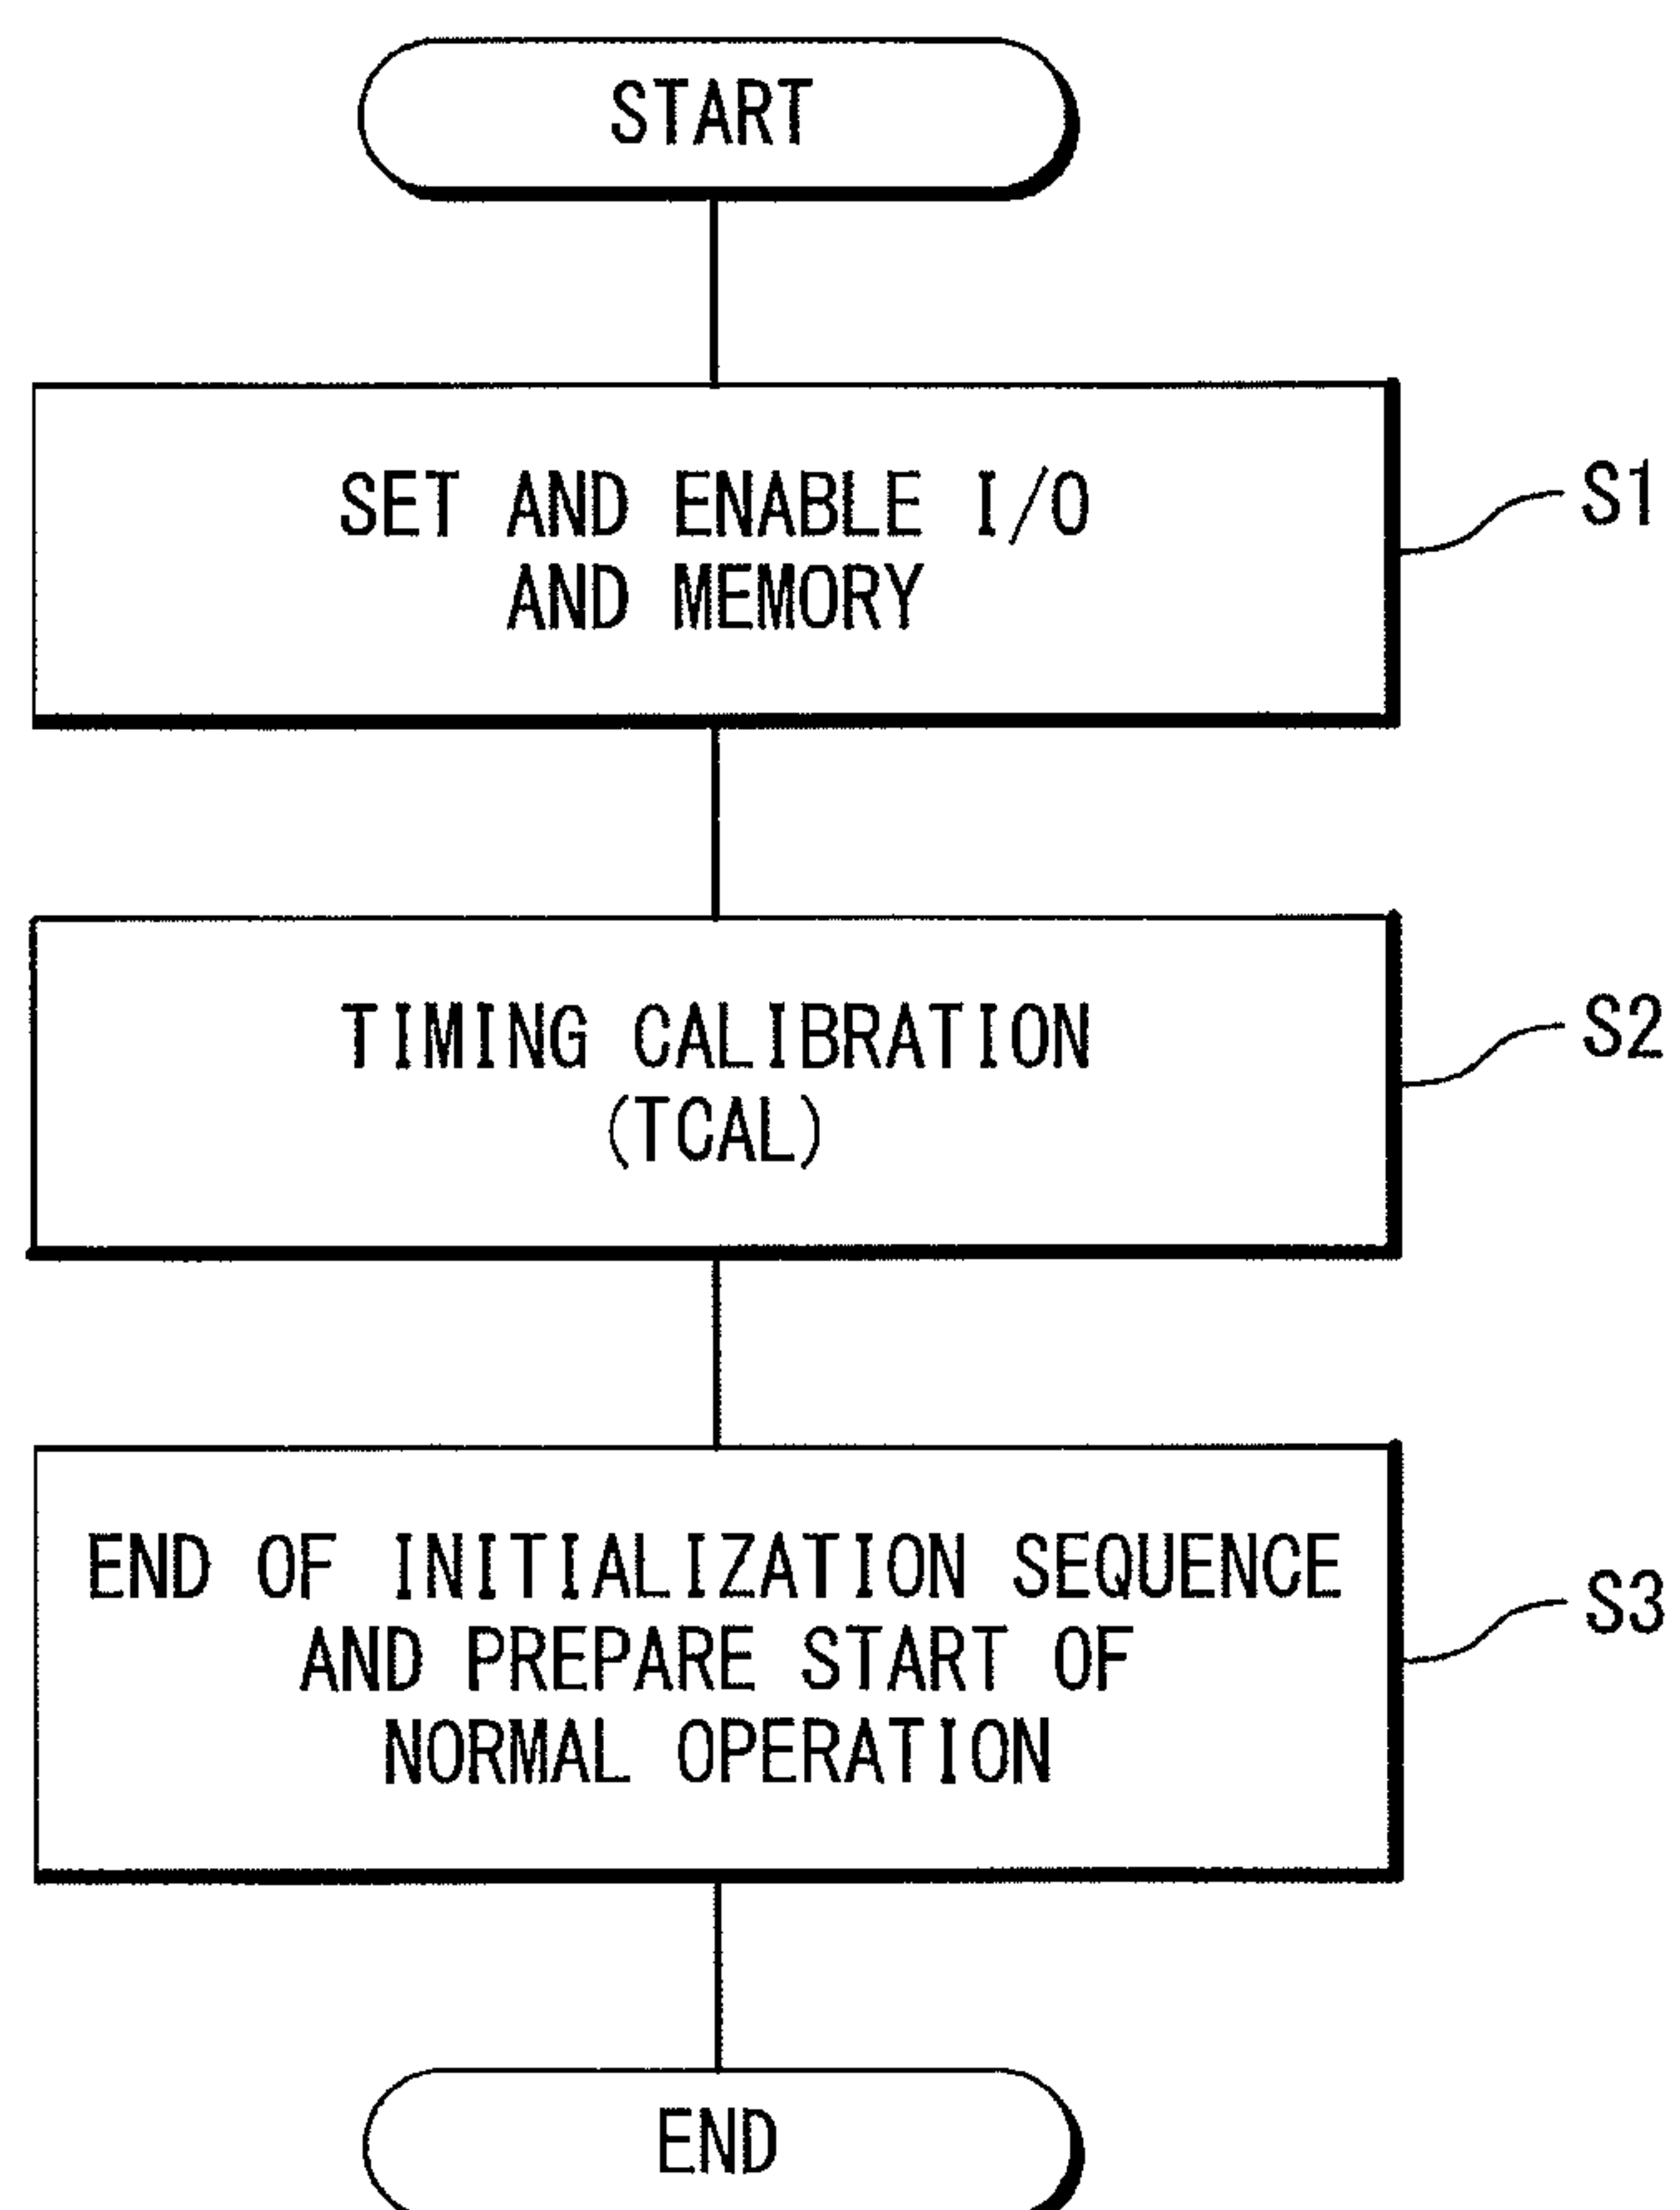 START
SET AND ENABLE I/O
AND MEMORY
S1
TIMING CALIBRATION
(TCAL)
S2
END OF INITIALIZATION SEQUENCE
AND PREPARE START OF
NORMAL OPERATION
S3
END